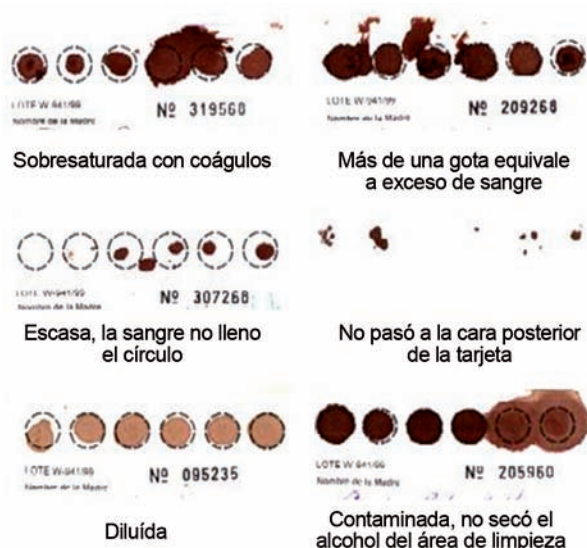 LOTE W-941/99
Nº 319568
Nombre de la Madre
Sobresaturada con coágulos
LOTE W-941/99
Nº 209268
Nombre de la Madre
Más de una gota equivale
a exceso de sangre
LOTE W-941/99
Nº 307268
Nombre de la Madre
Escasa, la sangre no lleno
el círculo
No pasó a la cara posterior
de la tarjeta
LOTE W-941/99
Nº 095235
Nombre de la Madre
Diluída
LOTE W-941/99
Nº 205960
Nombre de la Madre
Contaminada, no secó el
alcohol del área de limpieza